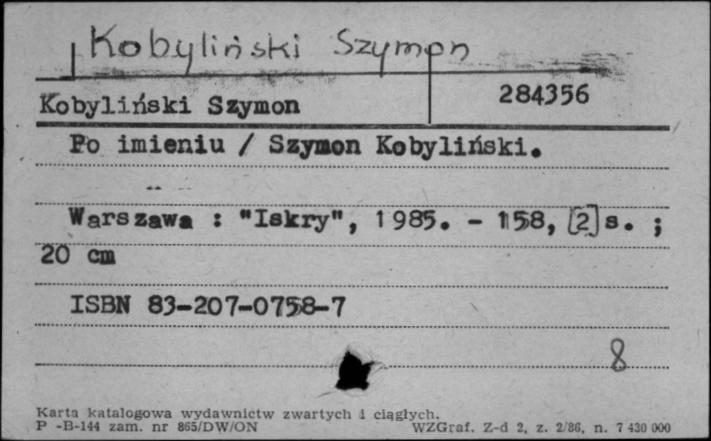 Kobyliński Szymon
Kobyliński Szymon 284356
Po imieniu / Szymon Kobyliński.
Warszawa : "Iskry", 1985. - 158, [2] s. ;
20 cm
ISBN 83-207-0758-7
8
Karta katalogowa wydawnictw zwartych i ciągłych.
P -B-144 zam. nr 865/DW/ON WZGraf. Z-d 2, z. 2/86, n. 7 430 000